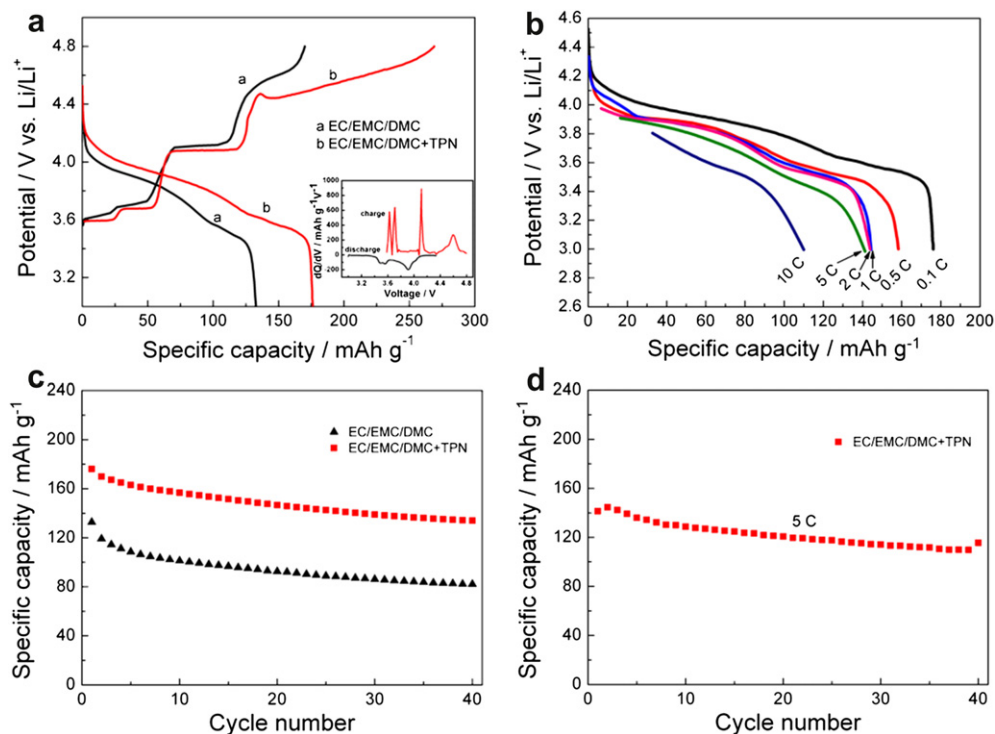 a
Potential / V vs. Li/Li⁺
4.8
4.4
4.0
3.6
3.2
0 50 100 150 200 250 300
Specific capacity / mAh g⁻¹
a
b
a EC/EMC/DMC
b EC/EMC/DMC+TPN
a
b
dQ/dV / mAh g⁻¹V⁻¹
1000
800
600
400
200
0
-200
charge
discharge
3.2 3.6 4.0 4.4 4.8
Voltage / V
b
Potential / V vs. Li/Li⁺
4.6
4.4
4.2
4.0
3.8
3.6
3.4
3.2
3.0
2.8
2.6
10 C
5 C
2 C
1 C
0.5 C
0.1 C
0 20 40 60 80 100 120 140 160 180 200
Specific capacity / mAh g⁻¹
c
Specific capacity / mAh g⁻¹
240
200
160
120
80
40
0
EC/EMC/DMC
EC/EMC/DMC+TPN
0 10 20 30 40
Cycle number
d
Specific capacity / mAh g⁻¹
240
200
160
120
80
40
0
EC/EMC/DMC+TPN
5 C
0 10 20 30 40
Cycle number